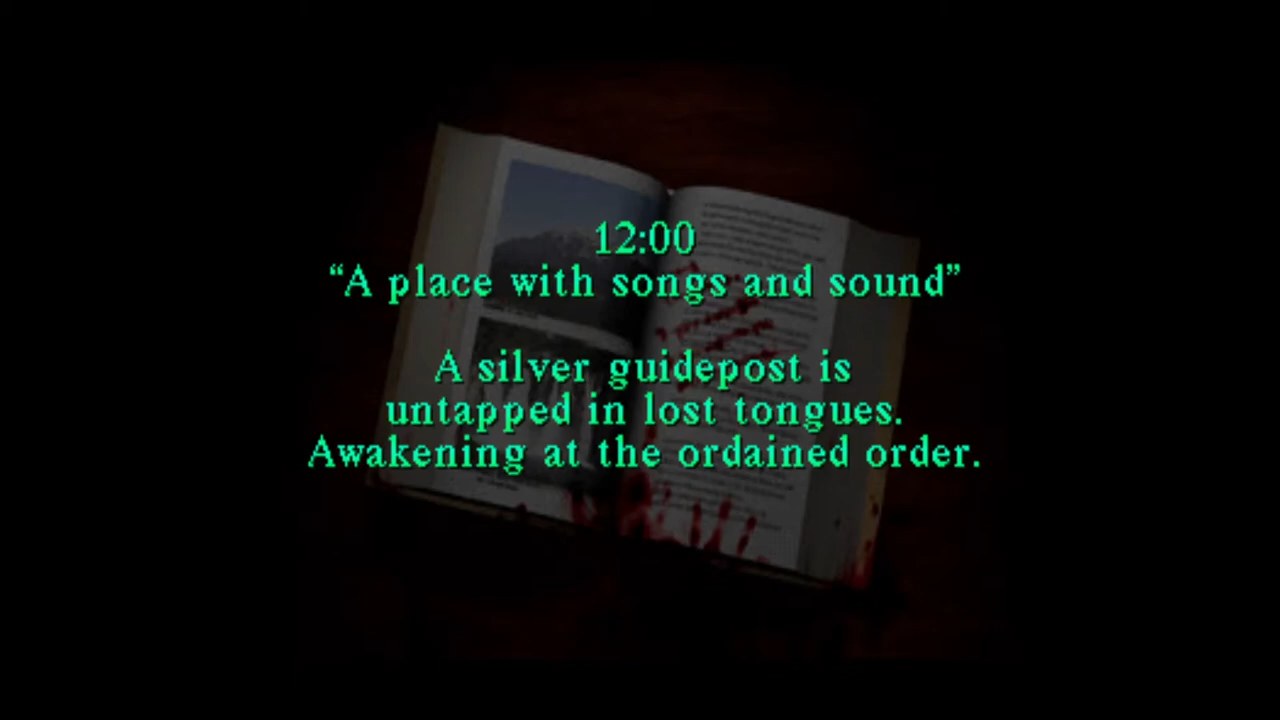 12:00
“A place with songs and sound”
A silver guidepost is
untapped in lost tongues.
Awakening at the ordained order.